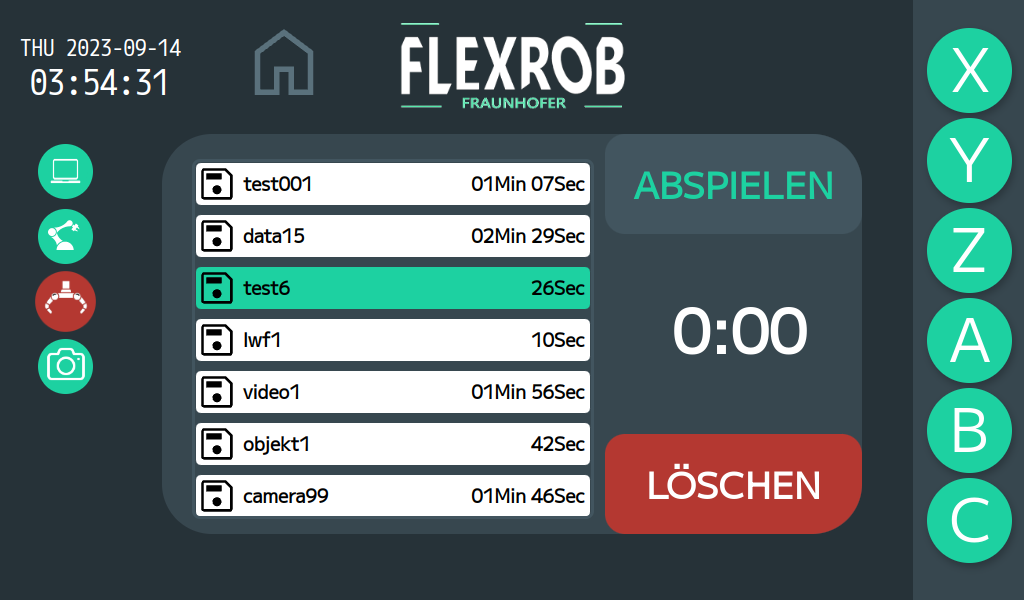 THU 2023-09-14
03:54:31
FLEXROB
FRAUNHOFER
test001 01Min 07Sec
data15 02Min 29Sec
test6 26Sec
lwf1 10Sec
video1 01Min 56Sec
objekt1 42Sec
camera99 01Min 46Sec
ABSPIELEN
0:00
LÖSCHEN
X
Y
Z
A
B
C